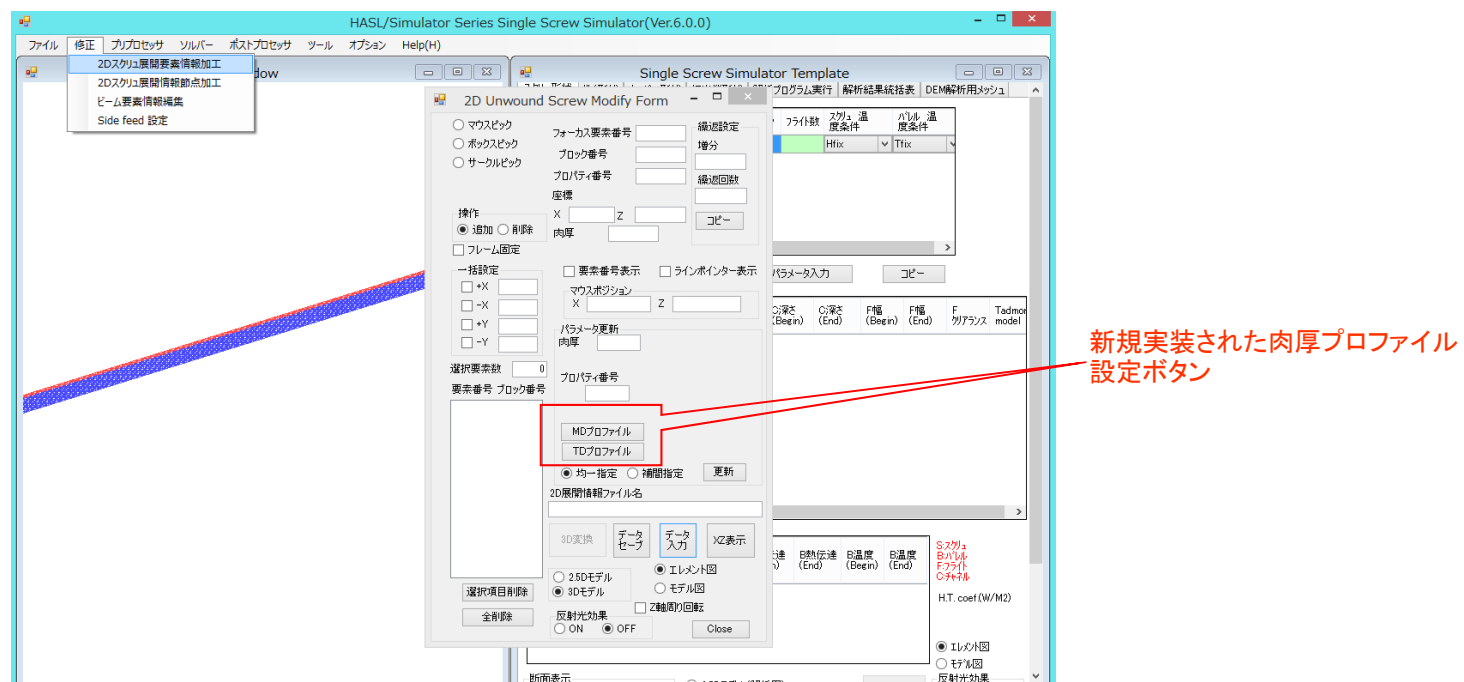 HASL/Simulator Series Single Screw Simulator(Ver.6.0.0)
ファイル 修正 プリプロセッサ ソルバー ポストプロセッサ ツール オプション Help(H)
2Dスクリュ展開要素情報加工
2Dスクリュ展開情報節点加工
ビーム要素情報編集
Side feed 設定
Single Screw Simulator Template
プログラム実行 解析結果統括表 DEM解析用メッシュ
フライト数 スクリュ 温度条件 バレル 温度条件
Hfix Tfix
パラメータ入力 コピー
C深さ (Begin) C深さ (End) F幅 (Begin) F幅 (End) F クリアランス Tadmor model
B熱伝達 (End) B温度 (Begin) B温度 (End)
S:スクリュ
B:バレル
F:フライト
C:チャネル
H.T. coef.(W/M2)
エレメント図
モデル図
反射光効果
断面表示
2D Unwound Screw Modify Form
マウスピック
ボックスピック
サークルピック
フォーカス要素番号
ブロック番号
プロパティ番号
座標
X Z
肉厚
繰返設定
増分
繰返回数
コピー
操作
追加 削除
フレーム固定
一括設定
+X
-X
+Y
-Y
要素番号表示 ラインポインター表示
マウスポジション
X Z
パラメータ更新
肉厚
選択要素数 0
プロパティ番号
要素番号 ブロック番号
MDプロファイル
TDプロファイル
均一指定 補間指定 更新
2D展開情報ファイル名
3D変換 データセーブ データ入力 XZ表示
2.5Dモデル
3Dモデル
エレメント図
モデル図
選択項目削除
全削除
Z軸周り回転
反射光効果
ON OFF
Close
新規実装された肉厚プロファイル
設定ボタン